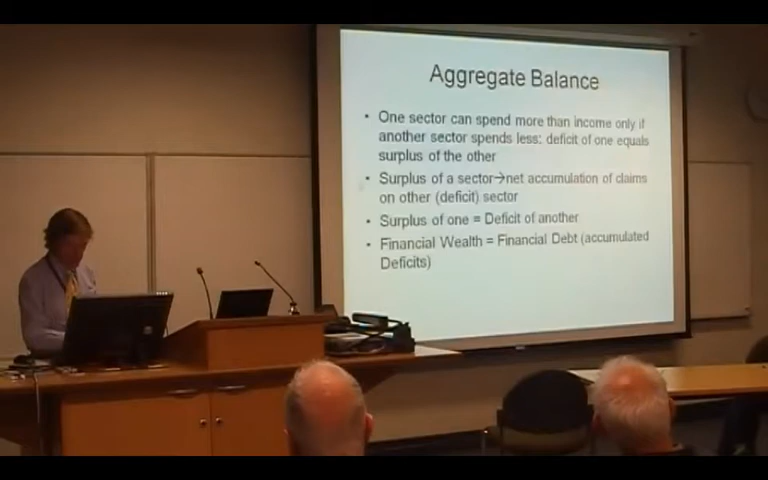 Aggregate Balance
• One sector can spend more than income only if
another sector spends less: deficit of one equals
surplus of the other
• Surplus of a sector→net accumulation of claims
on other (deficit) sector
• Surplus of one = Deficit of another
• Financial Wealth = Financial Debt (accumulated
Deficits)